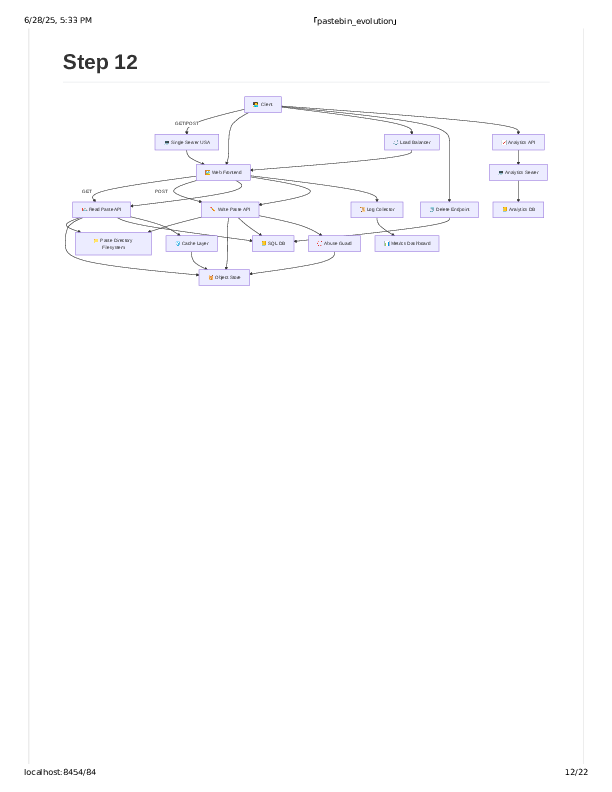 6/28/25, 5:33 PM
「pastebin_evolution」
Step 12
Client
GET/POST
Single Server USA
Load Balancer
Analytics API
Web Frontend
Analytics Server
GET
POST
Read Paste API
Write Paste API
Log Collector
Delete Endpoint
Analytics DB
Paste Directory
Filesystem
Cache Layer
SQL DB
Abuse Guard
Metrics Dashboard
Object Store
localhost:8454/84
12/22